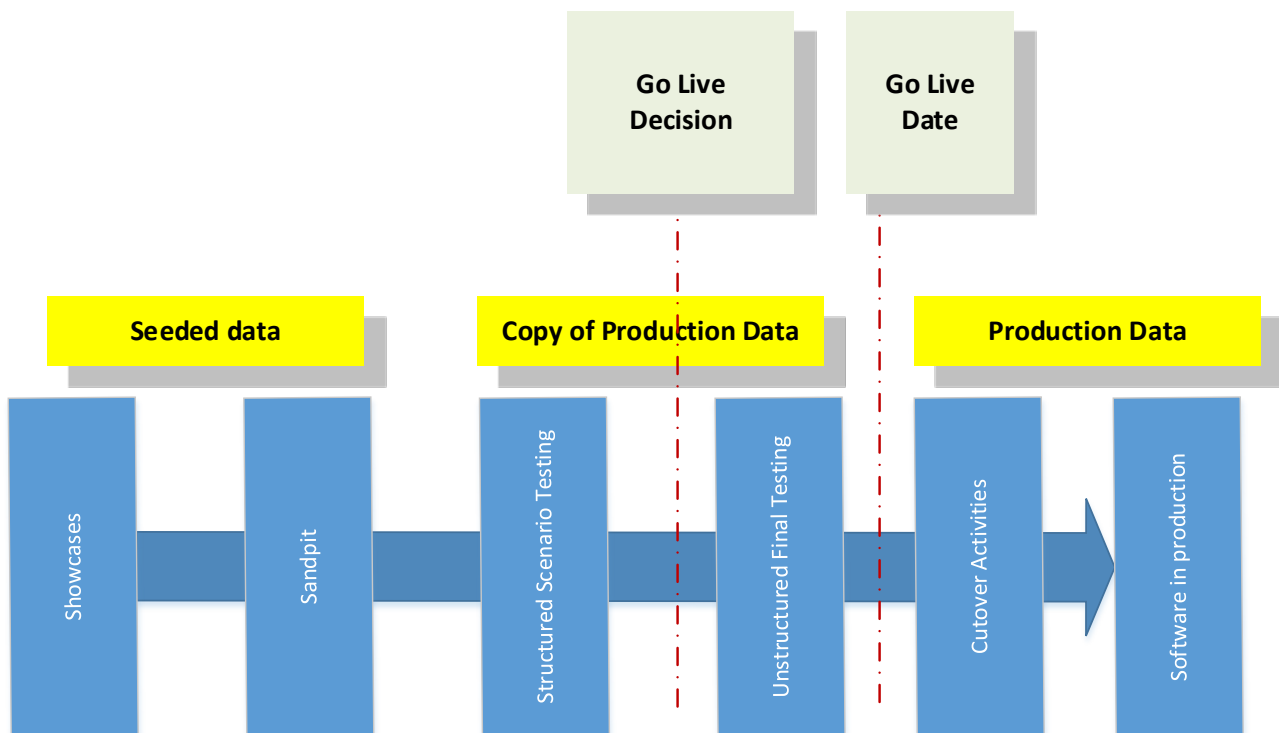 Go Live
Decision
Go Live
Date
Seeded data
Copy of Production Data
Production Data
Showcases
Sandpit
Structured Scenario Testing
Unstructured Final Testing
Cutover Activities
Software in production